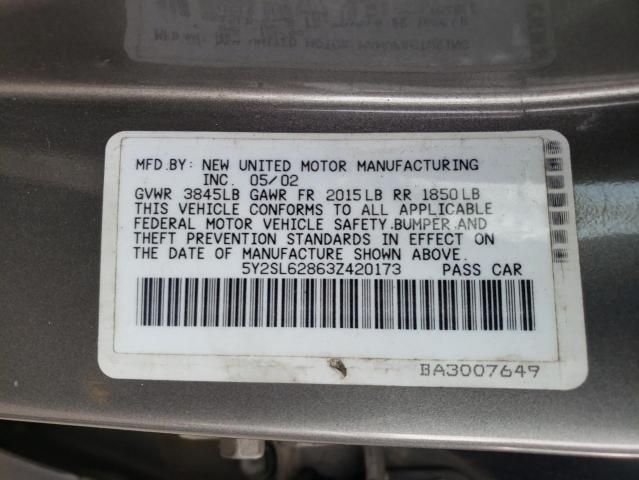 MFD.BY: NEW UNITED MOTOR MANUFACTURING
INC. 05/02
GVWR 3845LB GAWR FR 2015LB RR 1850LB
THIS VEHICLE CONFORMS TO ALL APPLICABLE
FEDERAL MOTOR VEHICLE SAFETY.BUMPER.AND
THEFT PREVENTION STANDARDS IN EFFECT ON
THE DATE OF MANUFACTURE SHOWN ABOVE.
5Y2SL62863Z420173 PASS CAR
BA3007649